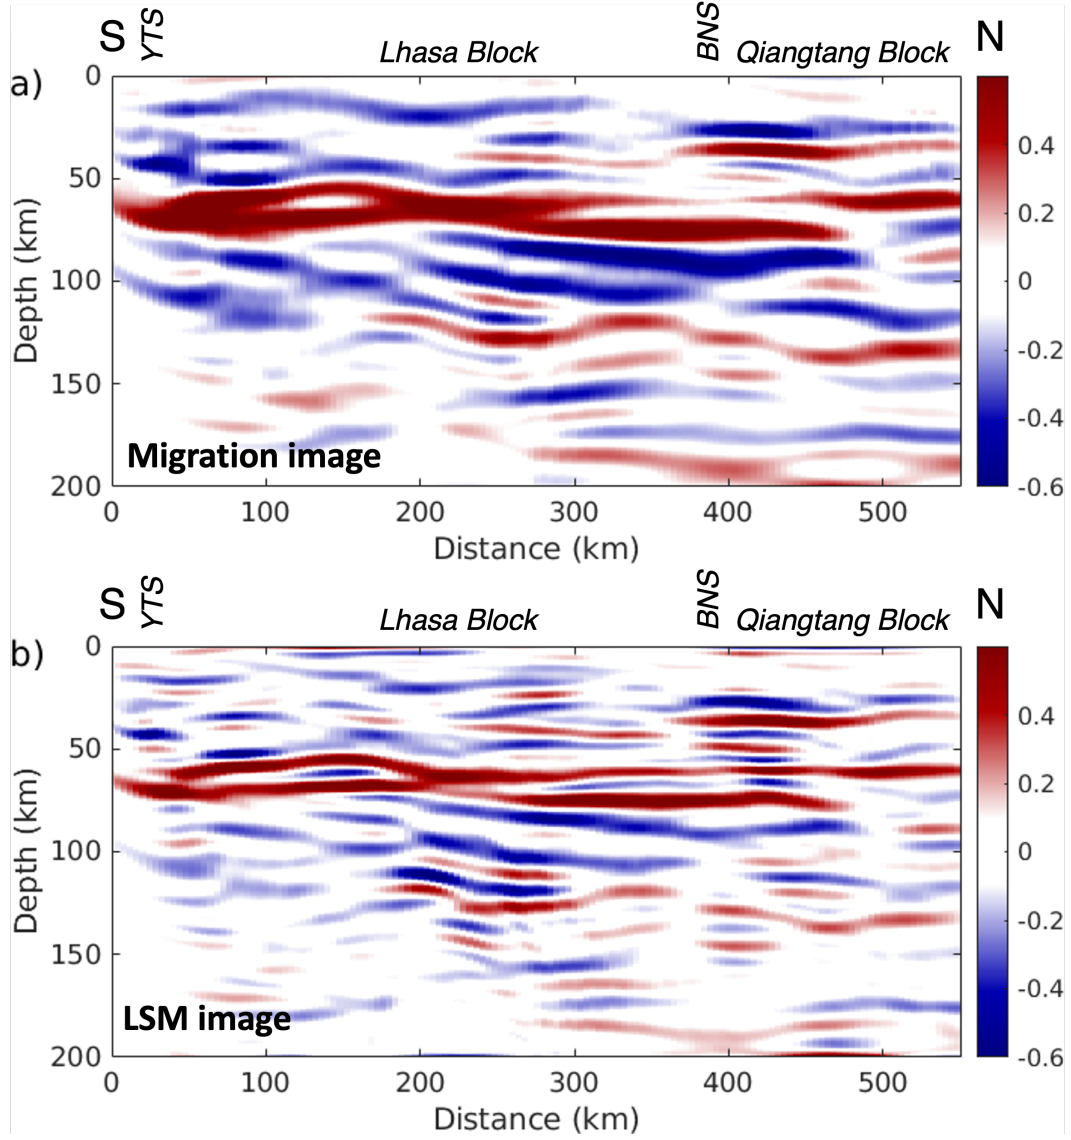 S YTS Lhasa Block BNS Qiangtang Block N
a)
0
50
100
150
200
Depth (km)
Migration image
0 100 200 300 400 500
Distance (km)
0.4
0.2
0
-0.2
-0.4
-0.6
S YTS Lhasa Block BNS Qiangtang Block N
b)
0
50
100
150
200
Depth (km)
LSM image
0 100 200 300 400 500
Distance (km)
0.4
0.2
0
-0.2
-0.4
-0.6